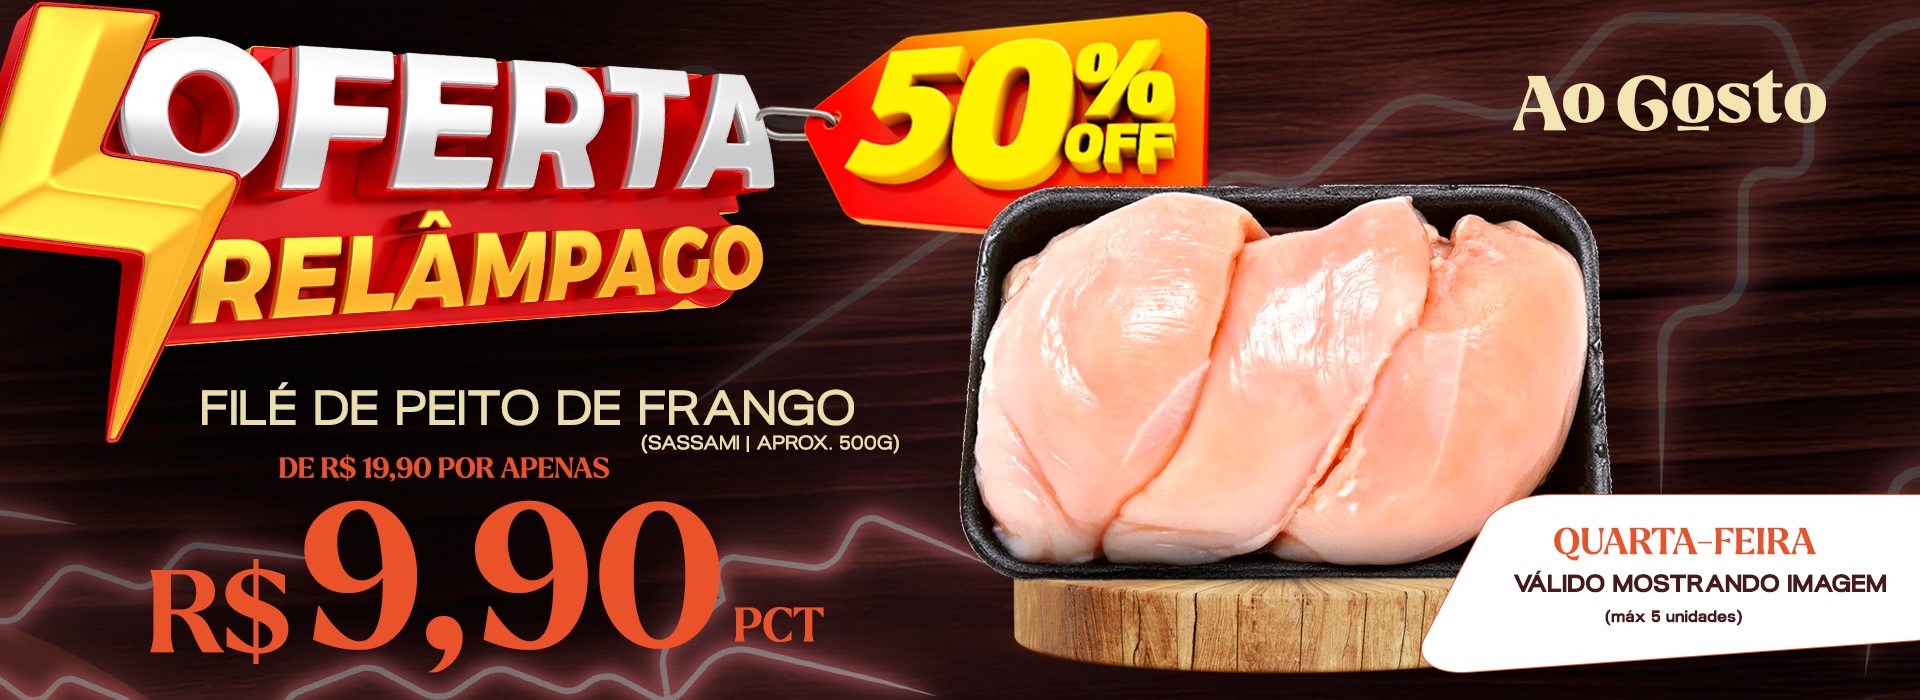 OFERTA
RELÂMPAGO
50%
OFF
Ao Gosto
FILÉ DE PEITO DE FRANGO
(SASSAMI | APROX. 500G)
DE R$ 19,90 POR APENAS
R$ 9,90 PCT
QUARTA-FEIRA
VÁLIDO MOSTRANDO IMAGEM
(máx 5 unidades)